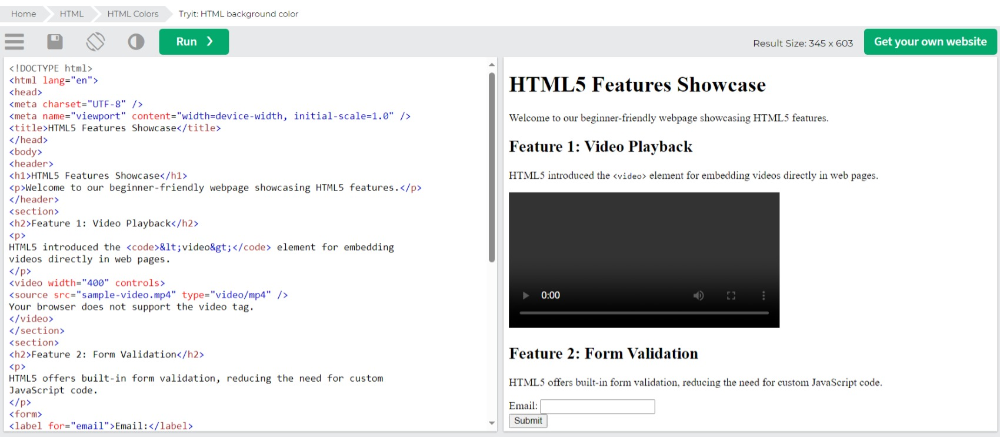 Home HTML HTML Colors Tryit: HTML background color
Run ❯
Result Size: 345 x 603
Get your own website
<!DOCTYPE html>
<html lang="en">
<head>
<meta charset="UTF-8" />
<meta name="viewport" content="width=device-width, initial-scale=1.0" />
<title>HTML5 Features Showcase</title>
</head>
<body>
<header>
<h1>HTML5 Features Showcase</h1>
<p>Welcome to our beginner-friendly webpage showcasing HTML5 features.</p>
</header>
<section>
<h2>Feature 1: Video Playback</h2>
<p>
HTML5 introduced the <code>&lt;video&gt;</code> element for embedding
videos directly in web pages.
</p>
<video width="400" controls>
<source src="sample-video.mp4" type="video/mp4" />
Your browser does not support the video tag.
</video>
</section>
<section>
<h2>Feature 2: Form Validation</h2>
<p>
HTML5 offers built-in form validation, reducing the need for custom
JavaScript code.
</p>
<form>
<label for="email">Email:</label>
HTML5 Features Showcase
Welcome to our beginner-friendly webpage showcasing HTML5 features.
Feature 1: Video Playback
HTML5 introduced the <video> element for embedding videos directly in web pages.
0:00
Feature 2: Form Validation
HTML5 offers built-in form validation, reducing the need for custom JavaScript code.
Email:
Submit